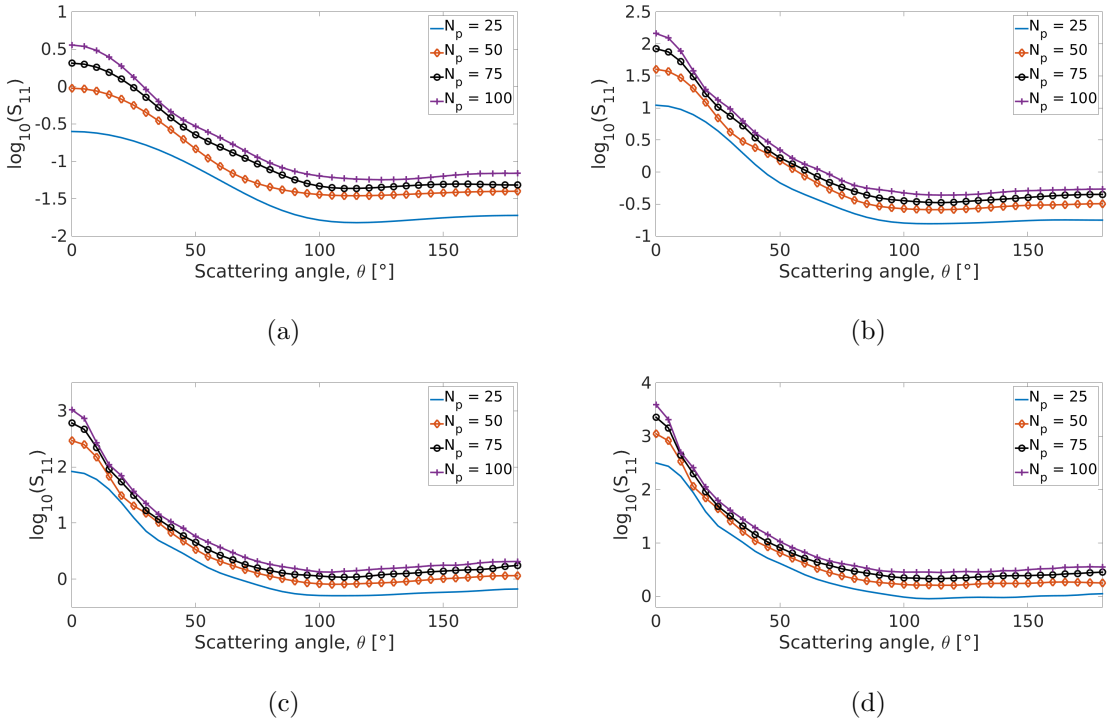 log10(S11)
1
0.5
0
-0.5
-1
-1.5
-2
0 50 100 150
Scattering angle, θ [°]
Np = 25
Np = 50
Np = 75
Np = 100
(a)
log10(S11)
2.5
2
1.5
1
0.5
0
-0.5
-1
0 50 100 150
Scattering angle, θ [°]
Np = 25
Np = 50
Np = 75
Np = 100
(b)
log10(S11)
3
2
1
0
0 50 100 150
Scattering angle, θ [°]
Np = 25
Np = 50
Np = 75
Np = 100
(c)
log10(S11)
4
3
2
1
0
0 50 100 150
Scattering angle, θ [°]
Np = 25
Np = 50
Np = 75
Np = 100
(d)